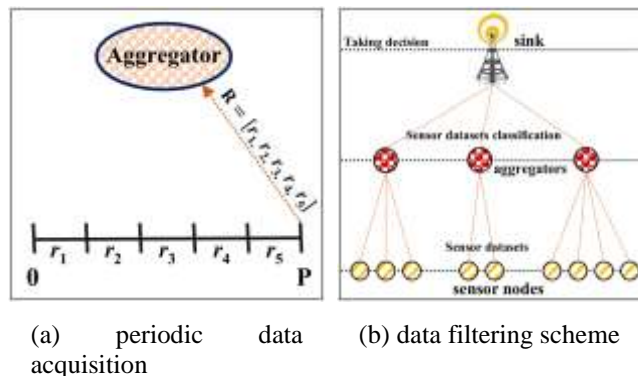 Aggregator
R = [r1, r2, r3, r4, r5]
r1 r2 r3 r4 r5
0 P
Taking decision
sink
Sensor datasets classification
aggregators
Sensor datasets
sensor nodes
(a) periodic data
acquisition
(b) data filtering scheme